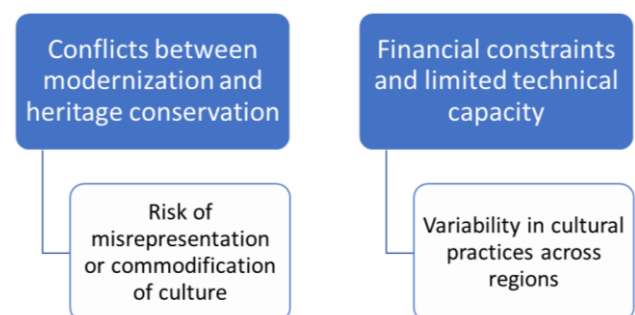 Conflicts between
modernization and
heritage conservation
Risk of
misrepresentation
or commodification
of culture
Financial constraints
and limited technical
capacity
Variability in cultural
practices across
regions